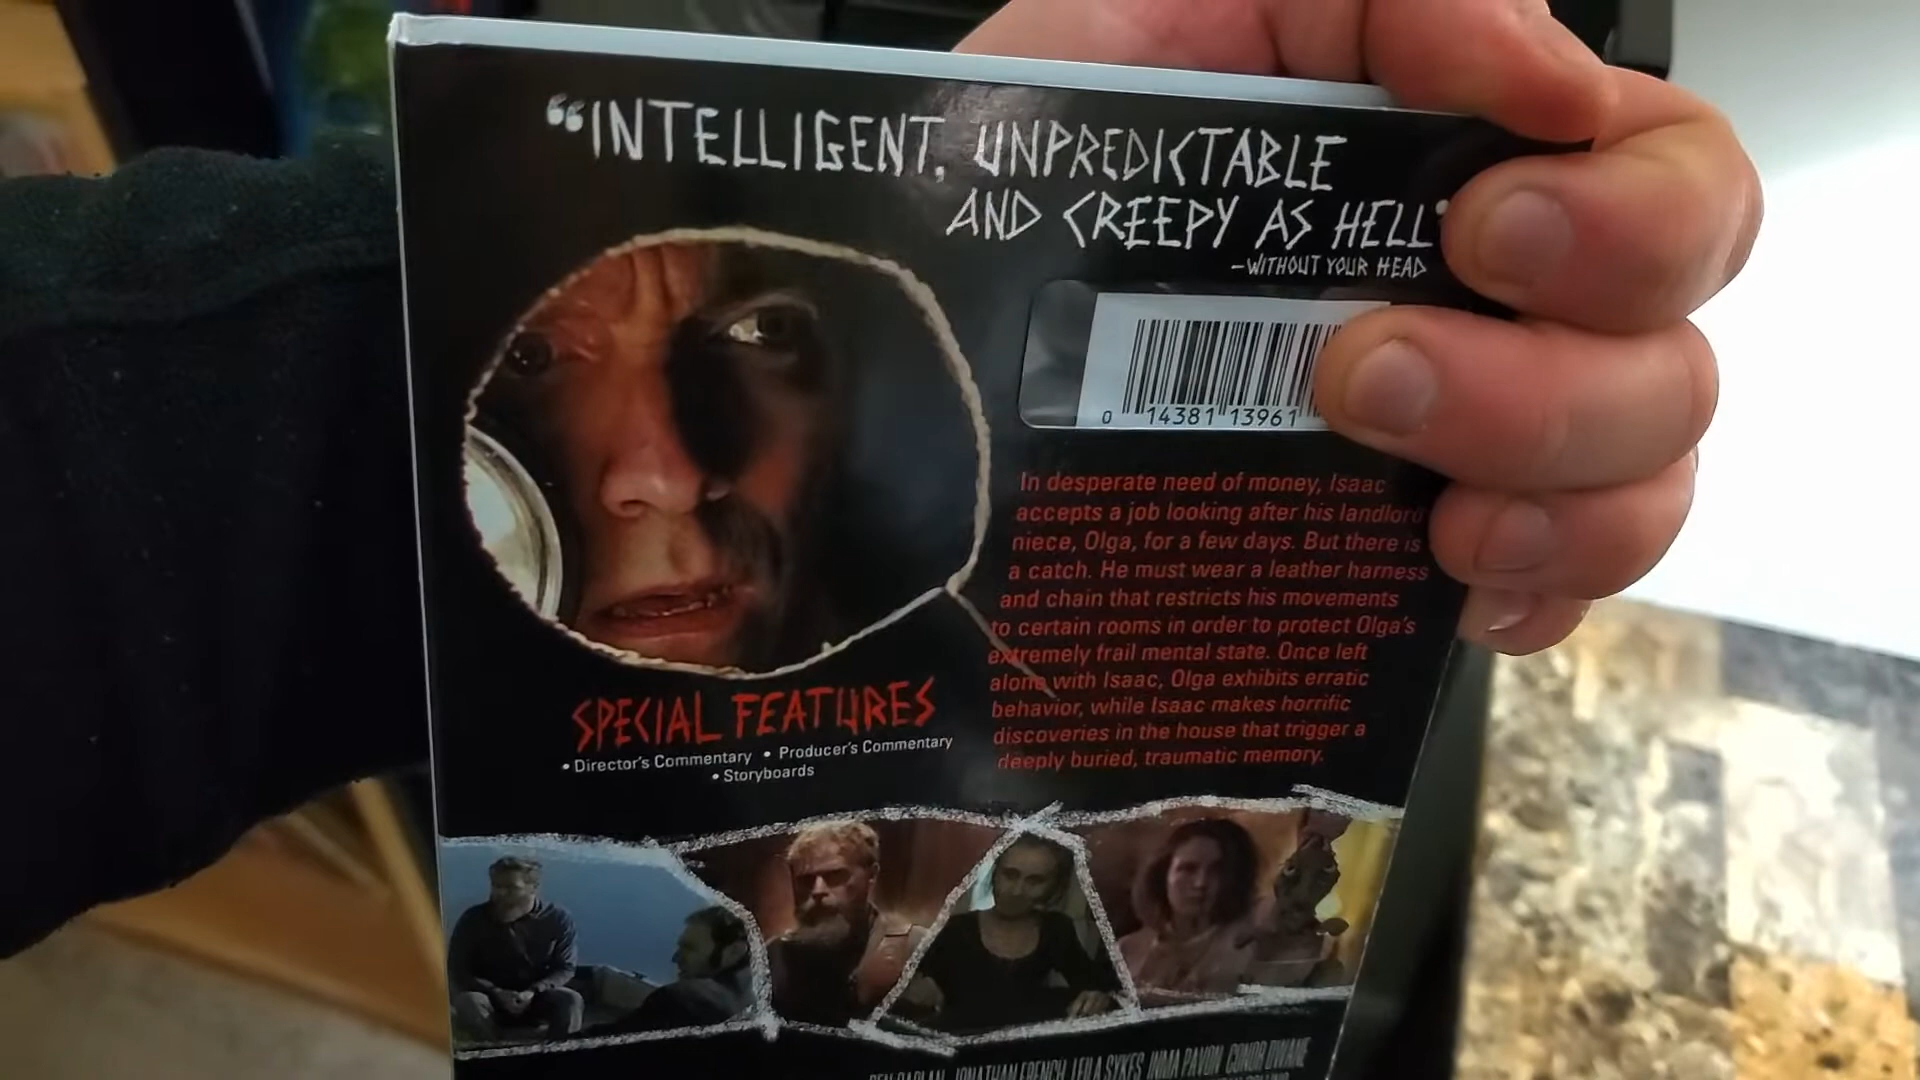 “INTELLIGENT, UNPREDICTABLE
AND CREEPY AS HELL”
-WITHOUT YOUR HEAD
0 14381 13961
In desperate need of money, Isaac
accepts a job looking after his landlord
niece, Olga, for a few days. But there is
a catch. He must wear a leather harness
and chain that restricts his movements
to certain rooms in order to protect Olga's
extremely frail mental state. Once left
alone with Isaac, Olga exhibits erratic
behavior, while Isaac makes horrific
discoveries in the house that trigger a
deeply buried, traumatic memory.
SPECIAL FEATURES
• Director's Commentary • Producer's Commentary
• Storyboards
JONATHAN FRENCH LEILA SYKES INMA PAVON CONOR DWANE